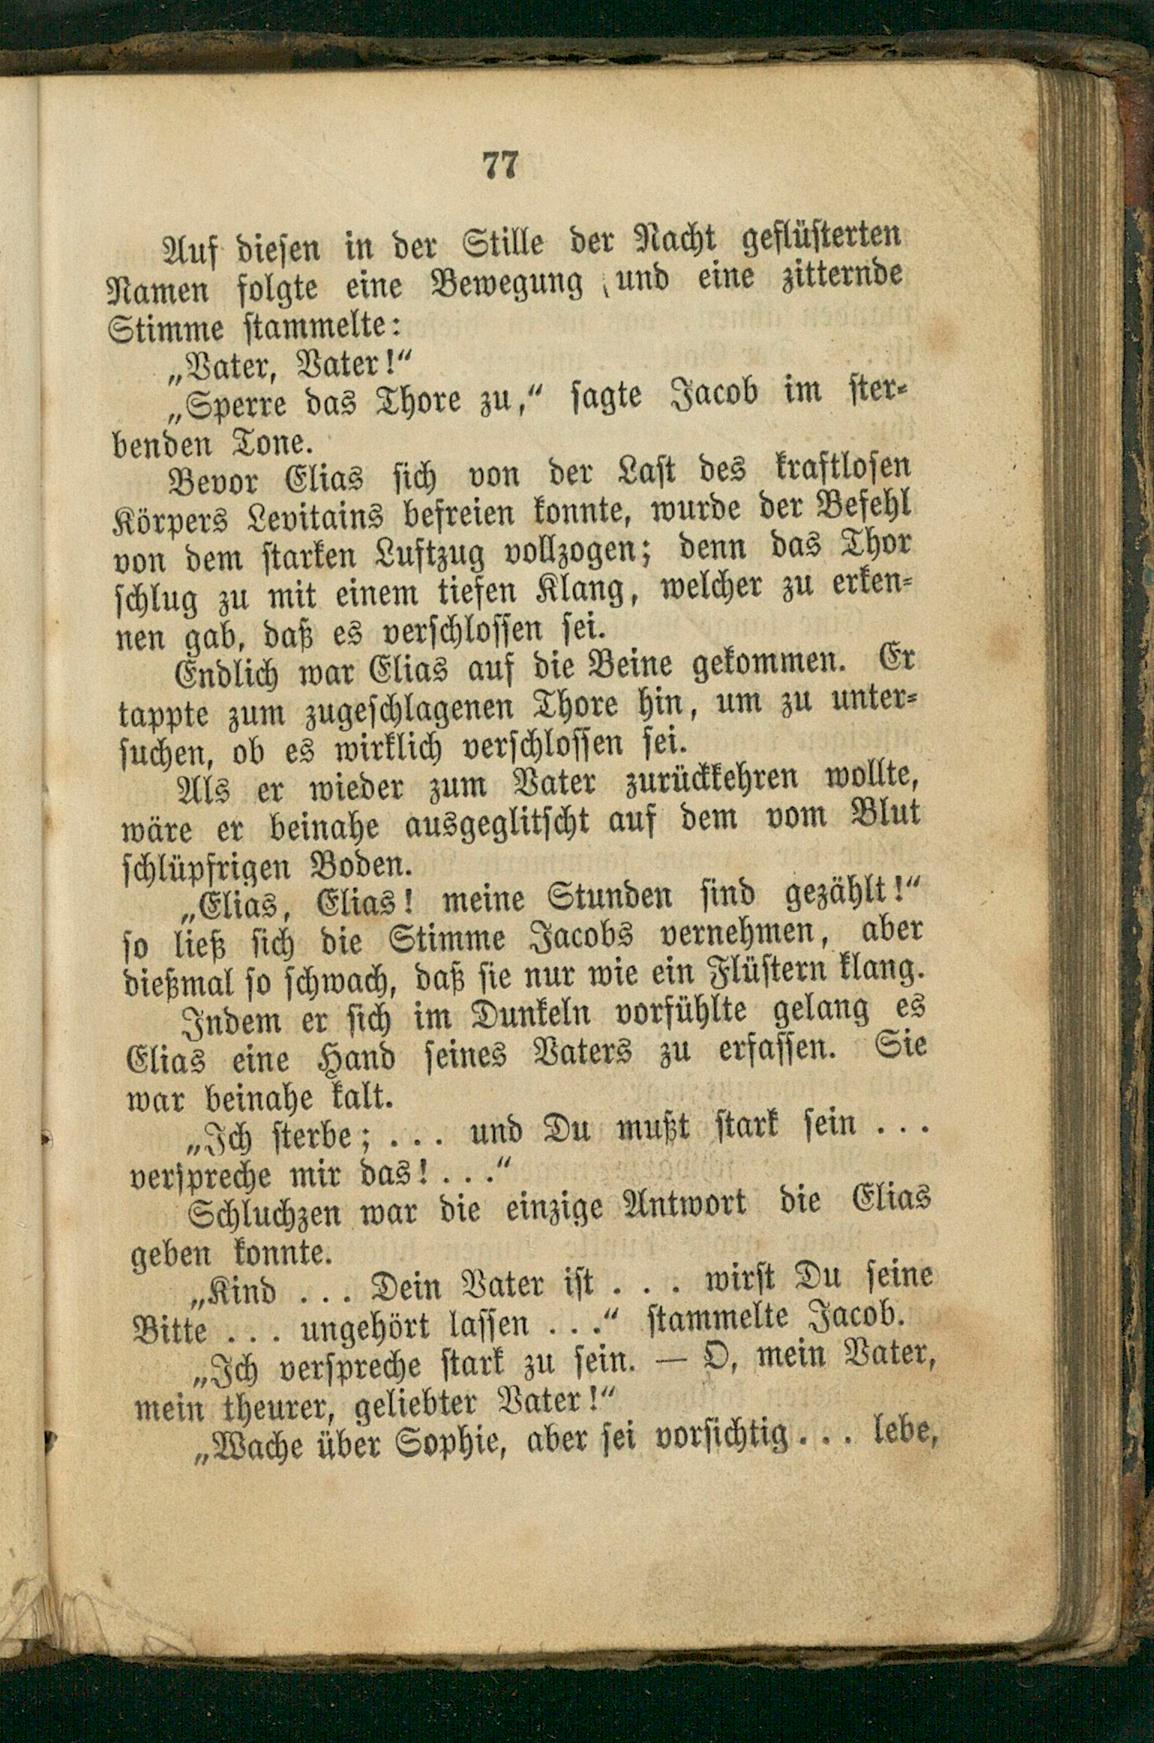 77
Auf diesen in der Stille der Nacht geflüsterten
Namen folgte eine Bewegung und eine zitternde
Stimme stammelte:
„Vater, Vater!“
„Sperre das Thore zu,“ sagte Jacob im ster-
benden Tone.
Bevor Elias sich von der Last des kraftlosen
Körpers Levitains befreien konnte, wurde der Befehl
von dem starken Luftzug vollzogen; denn das Thor
schlug zu mit einem tiefen Klang, welcher zu erken-
nen gab, daß es verschlossen sei.
Endlich war Elias auf die Beine gekommen. Er
tappte zum zugeschlagenen Thore hin, um zu unter-
suchen, ob es wirklich verschlossen sei.
Als er wieder zum Vater zurückkehren wollte,
wäre er beinahe ausgeglitscht auf dem vom Blut
schlüpfrigen Boden.
„Elias, Elias! meine Stunden sind gezählt!“
so ließ sich die Stimme Jacobs vernehmen, aber
dießmal so schwach, daß sie nur wie ein Flüstern klang.
Indem er sich im Dunkeln vorfühlte gelang es
Elias eine Hand seines Vaters zu erfassen. Sie
war beinahe kalt.
„Ich sterbe; ... und Du mußt stark sein ...
verspreche mir das! ...“
Schluchzen war die einzige Antwort die Elias
geben konnte.
„Kind ... Dein Vater ist ... wirst Du seine
Bitte ... ungehört lassen ...“ stammelte Jacob.
„Ich verspreche stark zu sein. — O, mein Vater,
mein theurer, geliebter Vater!“
„Wache über Sophie, aber sei vorsichtig ... lebe,